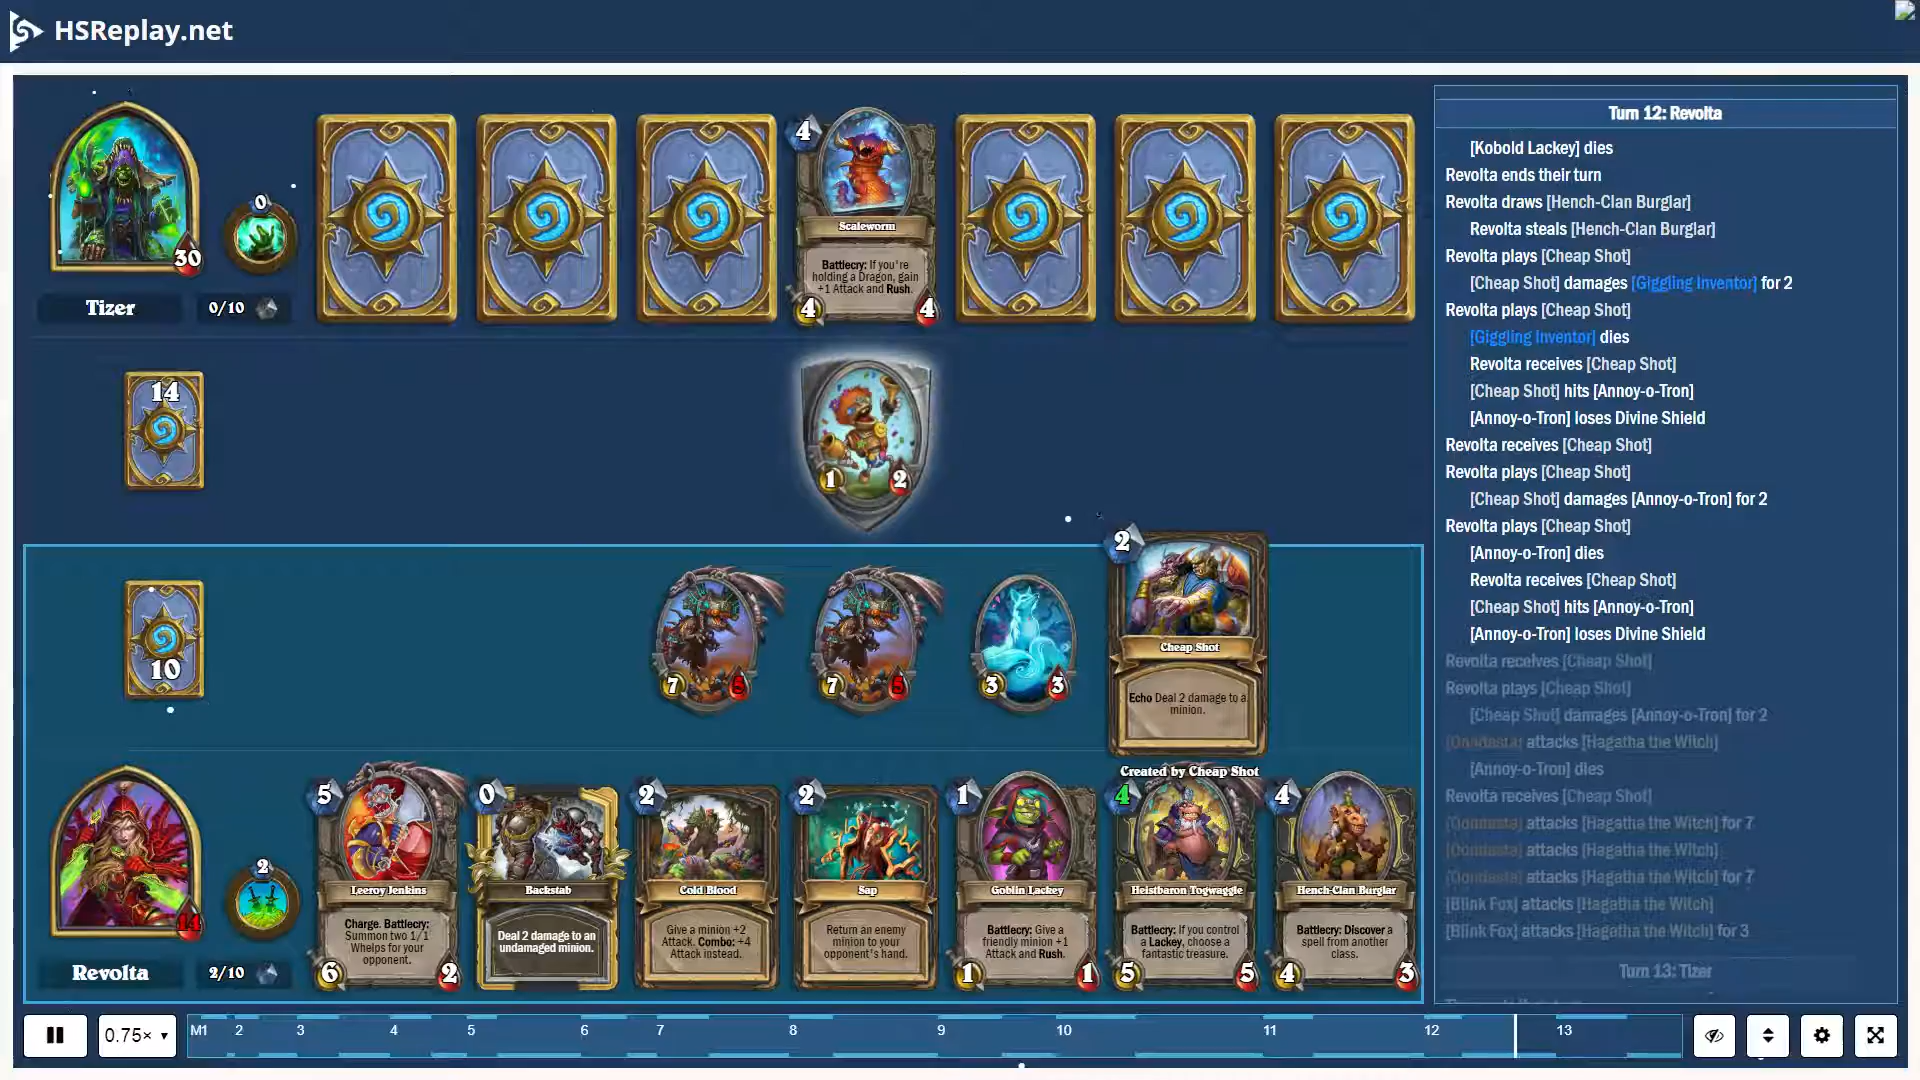 HSReplay.net
30
0
Tizer
0/10
4
Scaleworm
Battlecry: If you're
holding a Dragon, gain
+1 Attack and Rush.
4
4
14
1
2
10
7
5
7
5
3
3
2
Cheap Shot
Echo Deal 2 damage to a
minion.
Created by Cheap Shot
14
2
Revolta
2/10
5
Leeroy Jenkins
Charge. Battlecry:
Summon two 1/1
Whelps for your
opponent.
6
2
0
Backstab
Deal 2 damage to an
undamaged minion.
2
Cold Blood
Give a minion +2
Attack. Combo: +4
Attack instead.
2
Sap
Return an enemy
minion to your
opponent's hand.
1
Goblin Lackey
Battlecry: Give a
friendly minion +1
Attack and Rush.
1
1
4
Heistbaron Togwaggle
Battlecry: If you control
a Lackey, choose a
fantastic treasure.
5
5
4
Hench-Clan Burglar
Battlecry: Discover a
spell from another
class.
4
3
Turn 12: Revolta
[Kobold Lackey] dies
Revolta ends their turn
Revolta draws [Hench-Clan Burglar]
Revolta steals [Hench-Clan Burglar]
Revolta plays [Cheap Shot]
[Cheap Shot] damages [Giggling Inventor] for 2
Revolta plays [Cheap Shot]
[Giggling Inventor] dies
Revolta receives [Cheap Shot]
[Cheap Shot] hits [Annoy-o-Tron]
[Annoy-o-Tron] loses Divine Shield
Revolta receives [Cheap Shot]
Revolta plays [Cheap Shot]
[Cheap Shot] damages [Annoy-o-Tron] for 2
Revolta plays [Cheap Shot]
[Annoy-o-Tron] dies
Revolta receives [Cheap Shot]
[Cheap Shot] hits [Annoy-o-Tron]
[Annoy-o-Tron] loses Divine Shield
Revolta receives [Cheap Shot]
Revolta plays [Cheap Shot]
[Cheap Shot] damages [Annoy-o-Tron] for 2
[Oondasta] attacks [Hagatha the Witch]
[Annoy-o-Tron] dies
Revolta receives [Cheap Shot]
[Oondasta] attacks [Hagatha the Witch] for 7
[Oondasta] attacks [Hagatha the Witch]
[Oondasta] attacks [Hagatha the Witch] for 7
[Blink Fox] attacks [Hagatha the Witch]
[Blink Fox] attacks [Hagatha the Witch] for 3
Turn 13: Tizer
0.75×
M1 2 3 4 5 6 7 8 9 10 11 12 13